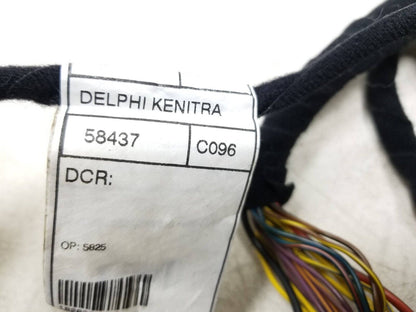 DELPHI KENITRA
58437 C096
DCR:
OP: 5825